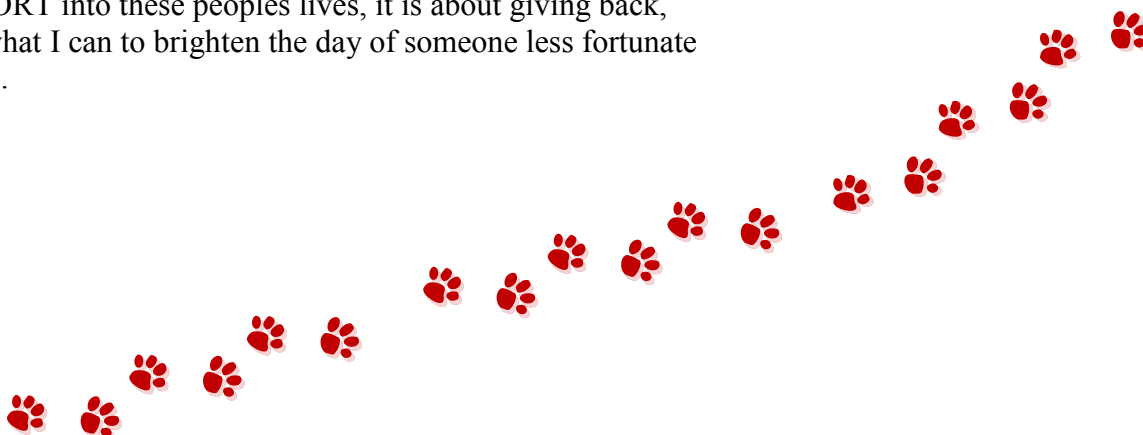 ORT into these peoples lives, it is about giving back,
what I can to brighten the day of someone less fortunate
.